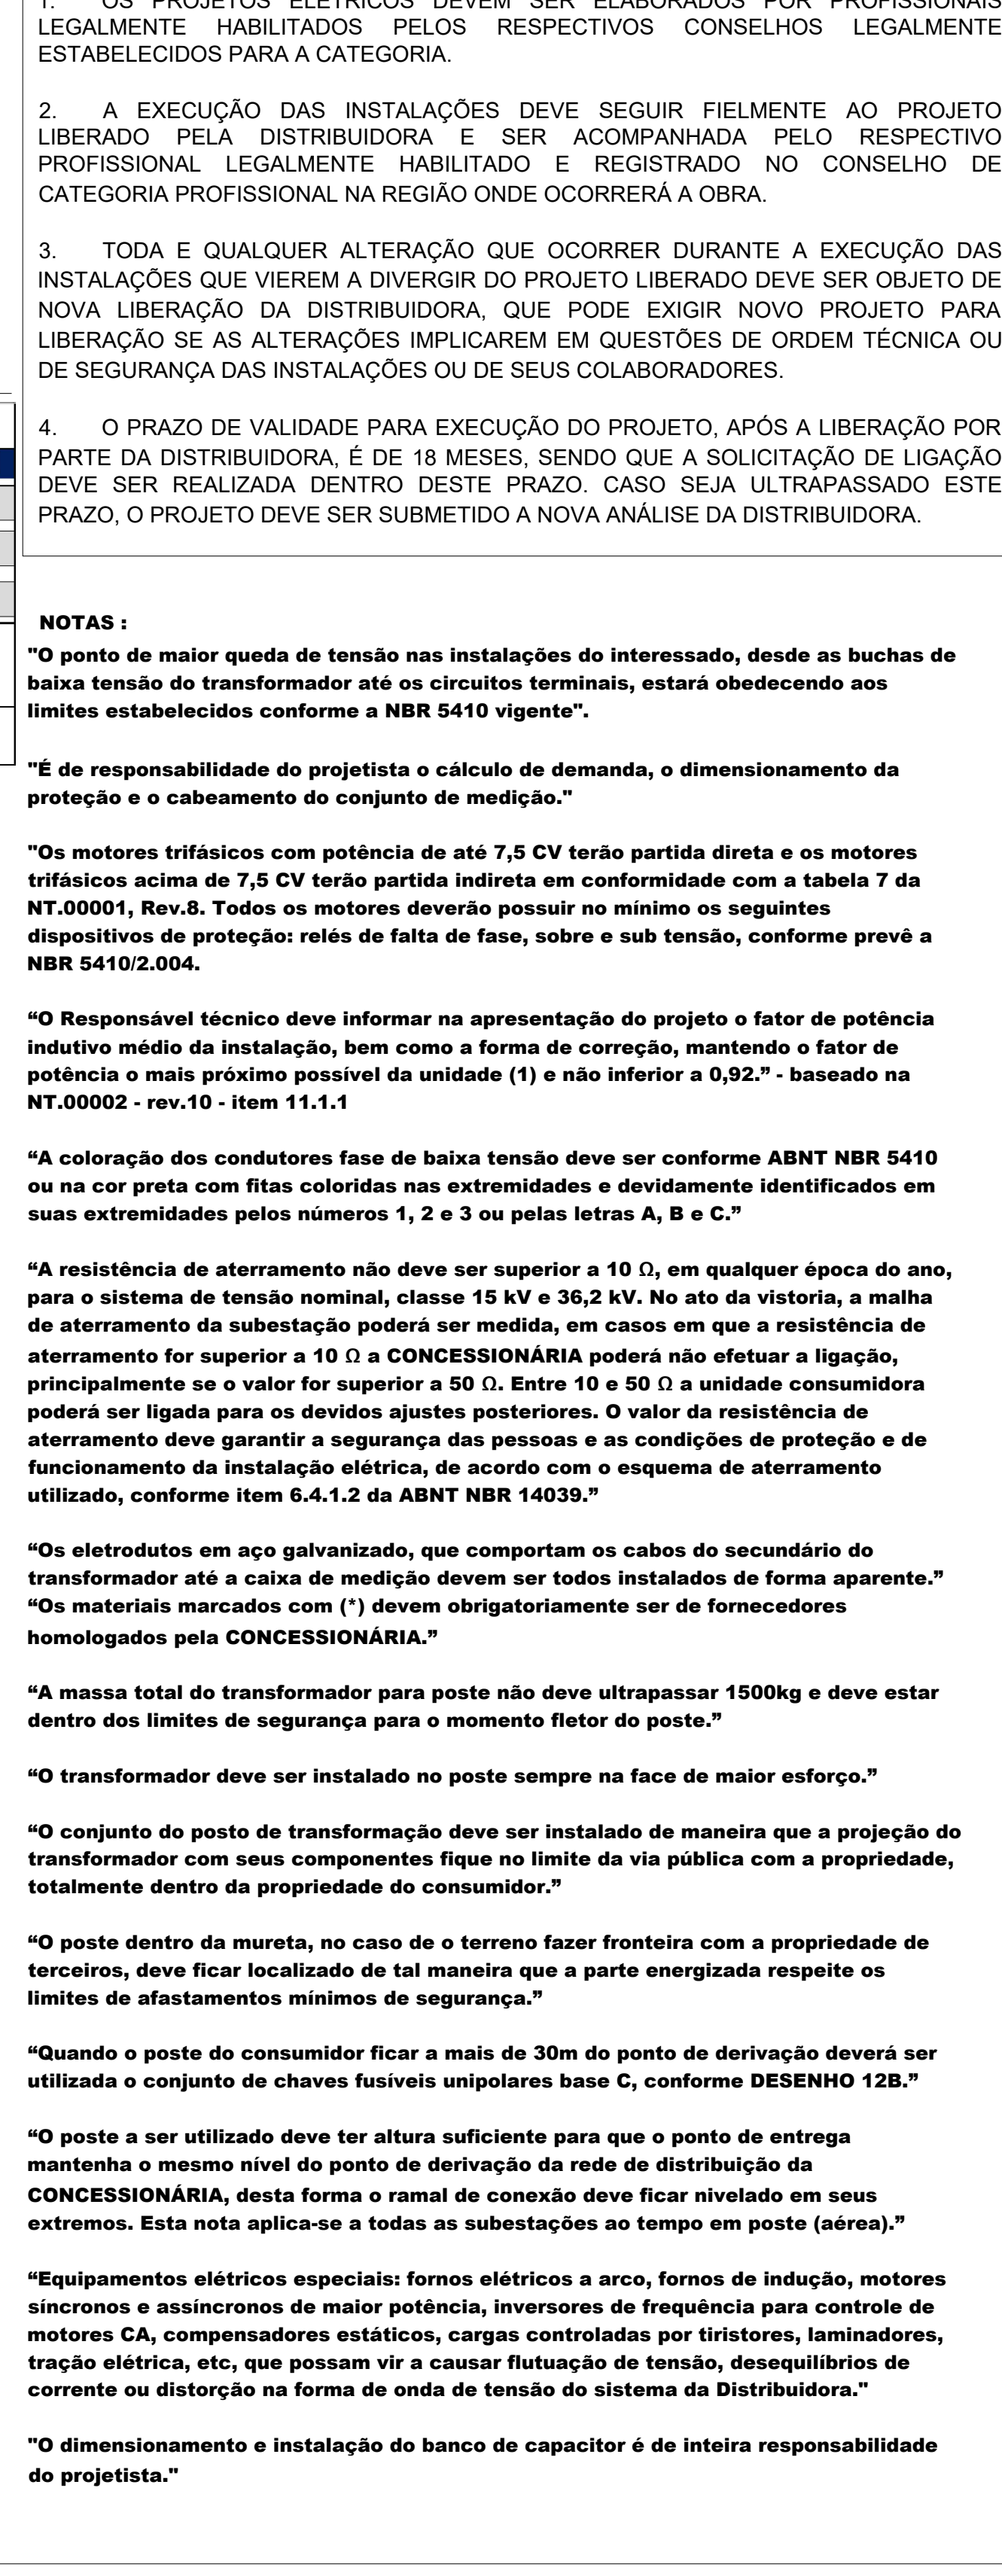 1. OS PROJETOS ELÉTRICOS DEVEM SER ELABORADOS POR PROFISSIONAIS
LEGALMENTE HABILITADOS PELOS RESPECTIVOS CONSELHOS LEGALMENTE
ESTABELECIDOS PARA A CATEGORIA.
2. A EXECUÇÃO DAS INSTALAÇÕES DEVE SEGUIR FIELMENTE AO PROJETO
LIBERADO PELA DISTRIBUIDORA E SER ACOMPANHADA PELO RESPECTIVO
PROFISSIONAL LEGALMENTE HABILITADO E REGISTRADO NO CONSELHO DE
CATEGORIA PROFISSIONAL NA REGIÃO ONDE OCORRERÁ A OBRA.
3. TODA E QUALQUER ALTERAÇÃO QUE OCORRER DURANTE A EXECUÇÃO DAS
INSTALAÇÕES QUE VIEREM A DIVERGIR DO PROJETO LIBERADO DEVE SER OBJETO DE
NOVA LIBERAÇÃO DA DISTRIBUIDORA, QUE PODE EXIGIR NOVO PROJETO PARA
LIBERAÇÃO SE AS ALTERAÇÕES IMPLICAREM EM QUESTÕES DE ORDEM TÉCNICA OU
DE SEGURANÇA DAS INSTALAÇÕES OU DE SEUS COLABORADORES.
4. O PRAZO DE VALIDADE PARA EXECUÇÃO DO PROJETO, APÓS A LIBERAÇÃO POR
PARTE DA DISTRIBUIDORA, É DE 18 MESES, SENDO QUE A SOLICITAÇÃO DE LIGAÇÃO
DEVE SER REALIZADA DENTRO DESTE PRAZO. CASO SEJA ULTRAPASSADO ESTE
PRAZO, O PROJETO DEVE SER SUBMETIDO A NOVA ANÁLISE DA DISTRIBUIDORA.
NOTAS :
"O ponto de maior queda de tensão nas instalações do interessado, desde as buchas de
baixa tensão do transformador até os circuitos terminais, estará obedecendo aos
limites estabelecidos conforme a NBR 5410 vigente".
"É de responsabilidade do projetista o cálculo de demanda, o dimensionamento da
proteção e o cabeamento do conjunto de medição."
"Os motores trifásicos com potência de até 7,5 CV terão partida direta e os motores
trifásicos acima de 7,5 CV terão partida indireta em conformidade com a tabela 7 da
NT.00001, Rev.8. Todos os motores deverão possuir no mínimo os seguintes
dispositivos de proteção: relés de falta de fase, sobre e sub tensão, conforme prevê a
NBR 5410/2.004.
“O Responsável técnico deve informar na apresentação do projeto o fator de potência
indutivo médio da instalação, bem como a forma de correção, mantendo o fator de
potência o mais próximo possível da unidade (1) e não inferior a 0,92.” - baseado na
NT.00002 - rev.10 - item 11.1.1
“A coloração dos condutores fase de baixa tensão deve ser conforme ABNT NBR 5410
ou na cor preta com fitas coloridas nas extremidades e devidamente identificados em
suas extremidades pelos números 1, 2 e 3 ou pelas letras A, B e C.”
“A resistência de aterramento não deve ser superior a 10 Ω, em qualquer época do ano,
para o sistema de tensão nominal, classe 15 kV e 36,2 kV. No ato da vistoria, a malha
de aterramento da subestação poderá ser medida, em casos em que a resistência de
aterramento for superior a 10 Ω a CONCESSIONÁRIA poderá não efetuar a ligação,
principalmente se o valor for superior a 50 Ω. Entre 10 e 50 Ω a unidade consumidora
poderá ser ligada para os devidos ajustes posteriores. O valor da resistência de
aterramento deve garantir a segurança das pessoas e as condições de proteção e de
funcionamento da instalação elétrica, de acordo com o esquema de aterramento
utilizado, conforme item 6.4.1.2 da ABNT NBR 14039.”
“Os eletrodutos em aço galvanizado, que comportam os cabos do secundário do
transformador até a caixa de medição devem ser todos instalados de forma aparente.”
“Os materiais marcados com (*) devem obrigatoriamente ser de fornecedores
homologados pela CONCESSIONÁRIA.”
“A massa total do transformador para poste não deve ultrapassar 1500kg e deve estar
dentro dos limites de segurança para o momento fletor do poste.”
“O transformador deve ser instalado no poste sempre na face de maior esforço.”
“O conjunto do posto de transformação deve ser instalado de maneira que a projeção do
transformador com seus componentes fique no limite da via pública com a propriedade,
totalmente dentro da propriedade do consumidor.”
“O poste dentro da mureta, no caso de o terreno fazer fronteira com a propriedade de
terceiros, deve ficar localizado de tal maneira que a parte energizada respeite os
limites de afastamentos mínimos de segurança.”
“Quando o poste do consumidor ficar a mais de 30m do ponto de derivação deverá ser
utilizada o conjunto de chaves fusíveis unipolares base C, conforme DESENHO 12B.”
“O poste a ser utilizado deve ter altura suficiente para que o ponto de entrega
mantenha o mesmo nível do ponto de derivação da rede de distribuição da
CONCESSIONÁRIA, desta forma o ramal de conexão deve ficar nivelado em seus
extremos. Esta nota aplica-se a todas as subestações ao tempo em poste (aérea).”
“Equipamentos elétricos especiais: fornos elétricos a arco, fornos de indução, motores
síncronos e assíncronos de maior potência, inversores de frequência para controle de
motores CA, compensadores estáticos, cargas controladas por tiristores, laminadores,
tração elétrica, etc, que possam vir a causar flutuação de tensão, desequilíbrios de
corrente ou distorção na forma de onda de tensão do sistema da Distribuidora."
"O dimensionamento e instalação do banco de capacitor é de inteira responsabilidade
do projetista."